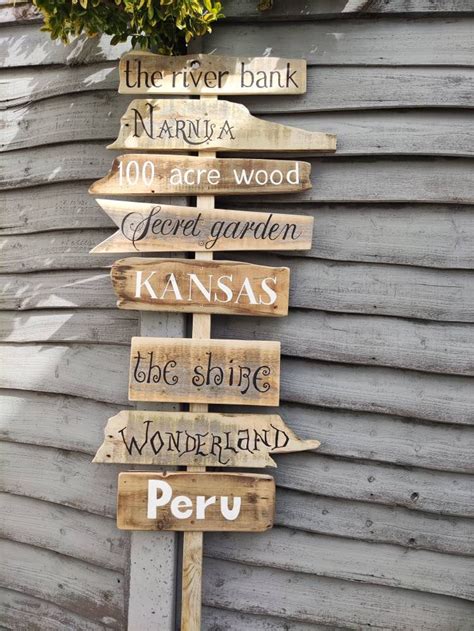 the river bank
NARNIA
100 acre wood
Secret garden
KANSAS
the shire
WONDERLAND
Peru